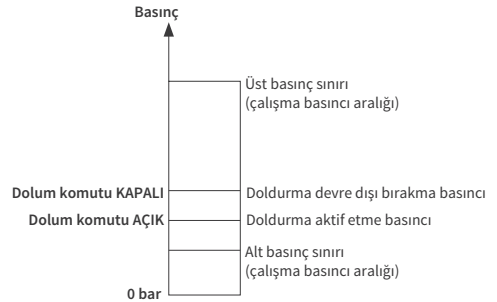 Basınç
Üst basınç sınırı
(çalışma basıncı aralığı)
Dolum komutu KAPALI
Doldurma devre dışı bırakma basıncı
Dolum komutu AÇIK
Doldurma aktif etme basıncı
Alt basınç sınırı
(çalışma basıncı aralığı)
0 bar